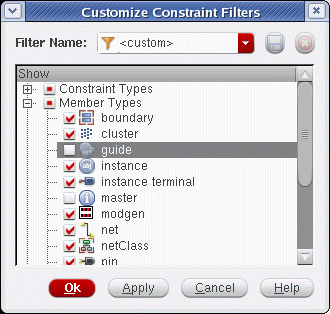 Customize Constraint Filters
Filter Name: <custom>
Show
Constraint Types
Member Types
boundary
cluster
guide
instance
instance terminal
master
modgen
net
netClass
pin
Ok Apply Cancel Help